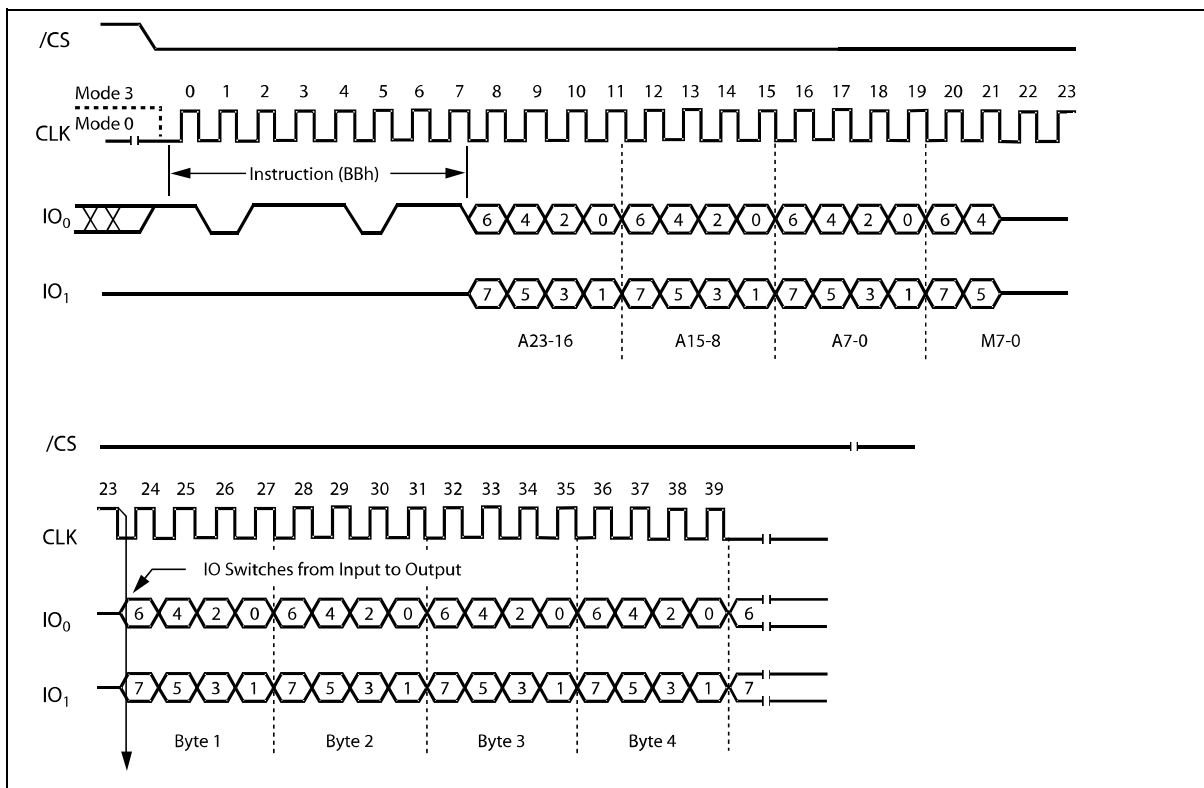 /CS
Mode 3
0 1 2 3 4 5 6 7 8 9 10 11 12 13 14 15 16 17 18 19 20 21 22 23
Mode 0
CLK
Instruction (BBh)
IO0
6 4 2 0 6 4 2 0 6 4 2 0 6 4
IO1
7 5 3 1 7 5 3 1 7 5 3 1 7 5
A23-16 A15-8 A7-0 M7-0
/CS
23 24 25 26 27 28 29 30 31 32 33 34 35 36 37 38 39
CLK
IO Switches from Input to Output
IO0
6 4 2 0 6 4 2 0 6 4 2 0 6 4 2 0 6
IO1
7 5 3 1 7 5 3 1 7 5 3 1 7 5 3 1 7
Byte 1 Byte 2 Byte 3 Byte 4